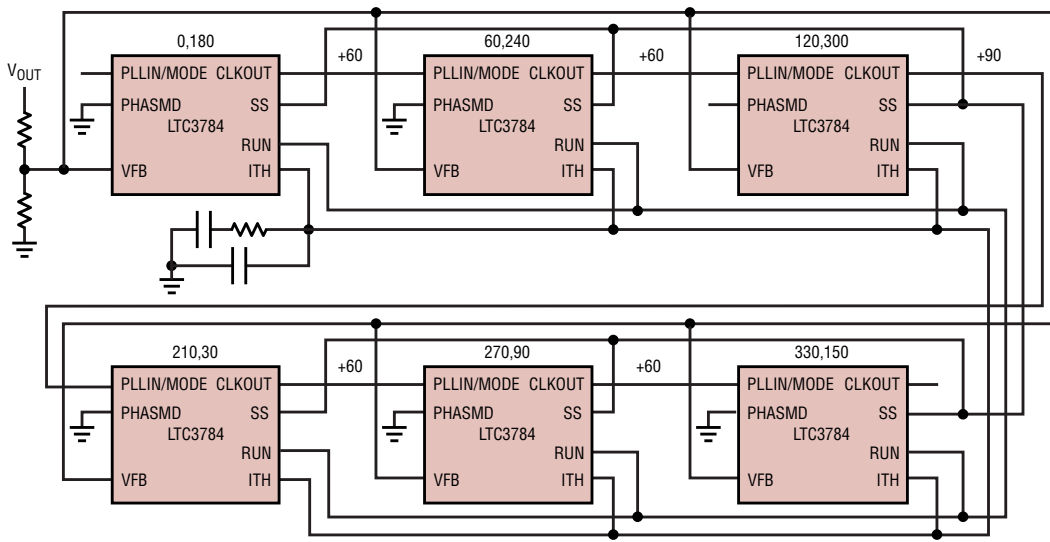 0,180
60,240
120,300
V_OUT
+60
+60
+90
PLLIN/MODE CLKOUT
PLLIN/MODE CLKOUT
PLLIN/MODE CLKOUT
PHASMD SS
PHASMD SS
PHASMD SS
LTC3784
LTC3784
LTC3784
RUN
RUN
RUN
VFB ITH
VFB ITH
VFB ITH
210,30
270,90
330,150
+60
+60
PLLIN/MODE CLKOUT
PLLIN/MODE CLKOUT
PLLIN/MODE CLKOUT
PHASMD SS
PHASMD SS
PHASMD SS
LTC3784
LTC3784
LTC3784
RUN
RUN
RUN
VFB ITH
VFB ITH
VFB ITH